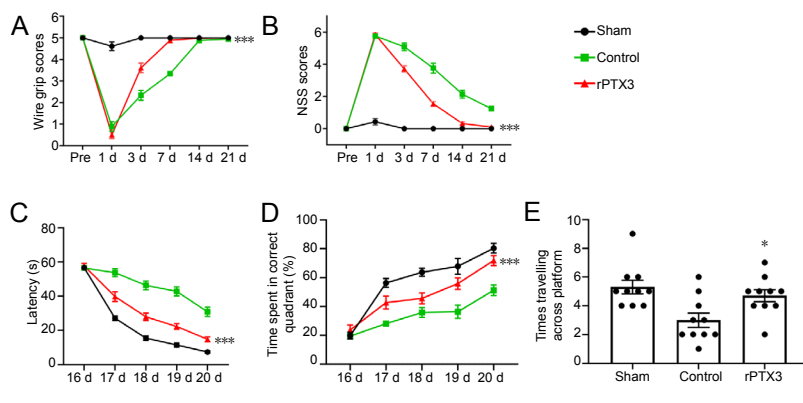 A
Wire grip scores
6
5
4
3
2
1
0
Pre 1 d 3 d 7 d 14 d 21 d
***
B
NSS scores
6
4
2
0
Pre 1 d 3 d 7 d 14 d 21 d
***
Sham
Control
rPTX3
C
Latency (s)
80
60
40
20
0
16 d 17 d 18 d 19 d 20 d
***
D
Time spent in correct
quadrant (%)
100
80
60
40
20
0
16 d 17 d 18 d 19 d 20 d
***
E
Times travelling
across platform
10
8
6
4
2
0
Sham Control rPTX3
*